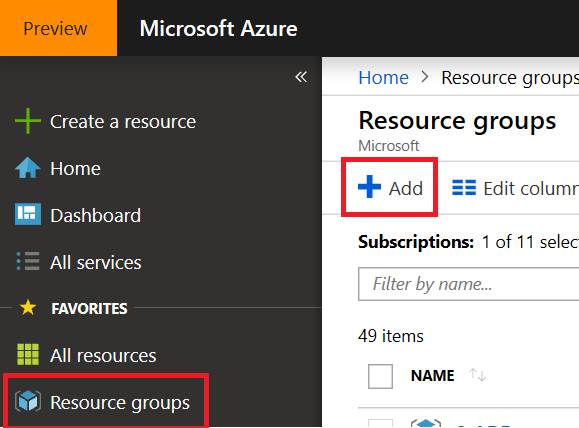 Preview
Microsoft Azure
Create a resource
Home
Dashboard
All services
FAVORITES
All resources
Resource groups
Home > Resource groups
Resource groups
Microsoft
Add
Edit column
Subscriptions: 1 of 11 selec
Filter by name...
49 items
NAME